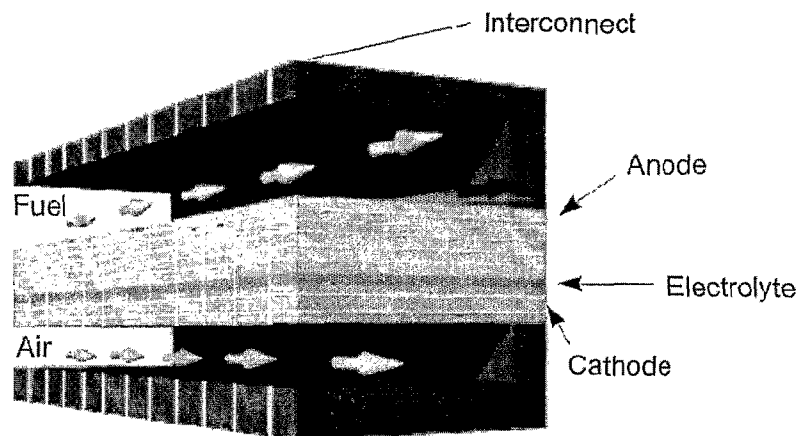 Interconnect
Anode
Fuel
Electrolyte
Air
Cathode